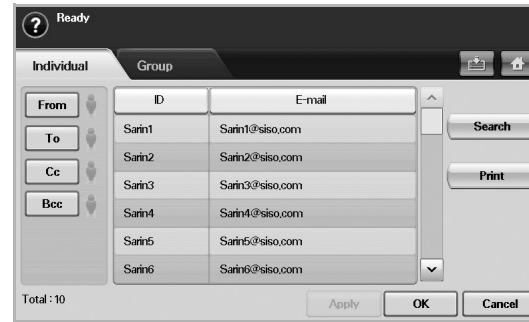 ? Ready
Individual Group
From
To
Cc
Bcc
ID E-mail
Sarin1 Sarin1@siso,com
Sarin2 Sarin2@siso,com
Sarin3 Sarin3@siso,com
Sarin4 Sarin4@siso,com
Sarin5 Sarin5@siso,com
Sarin6 Sarin6@siso,com
Search
Print
Total : 10
Apply OK Cancel